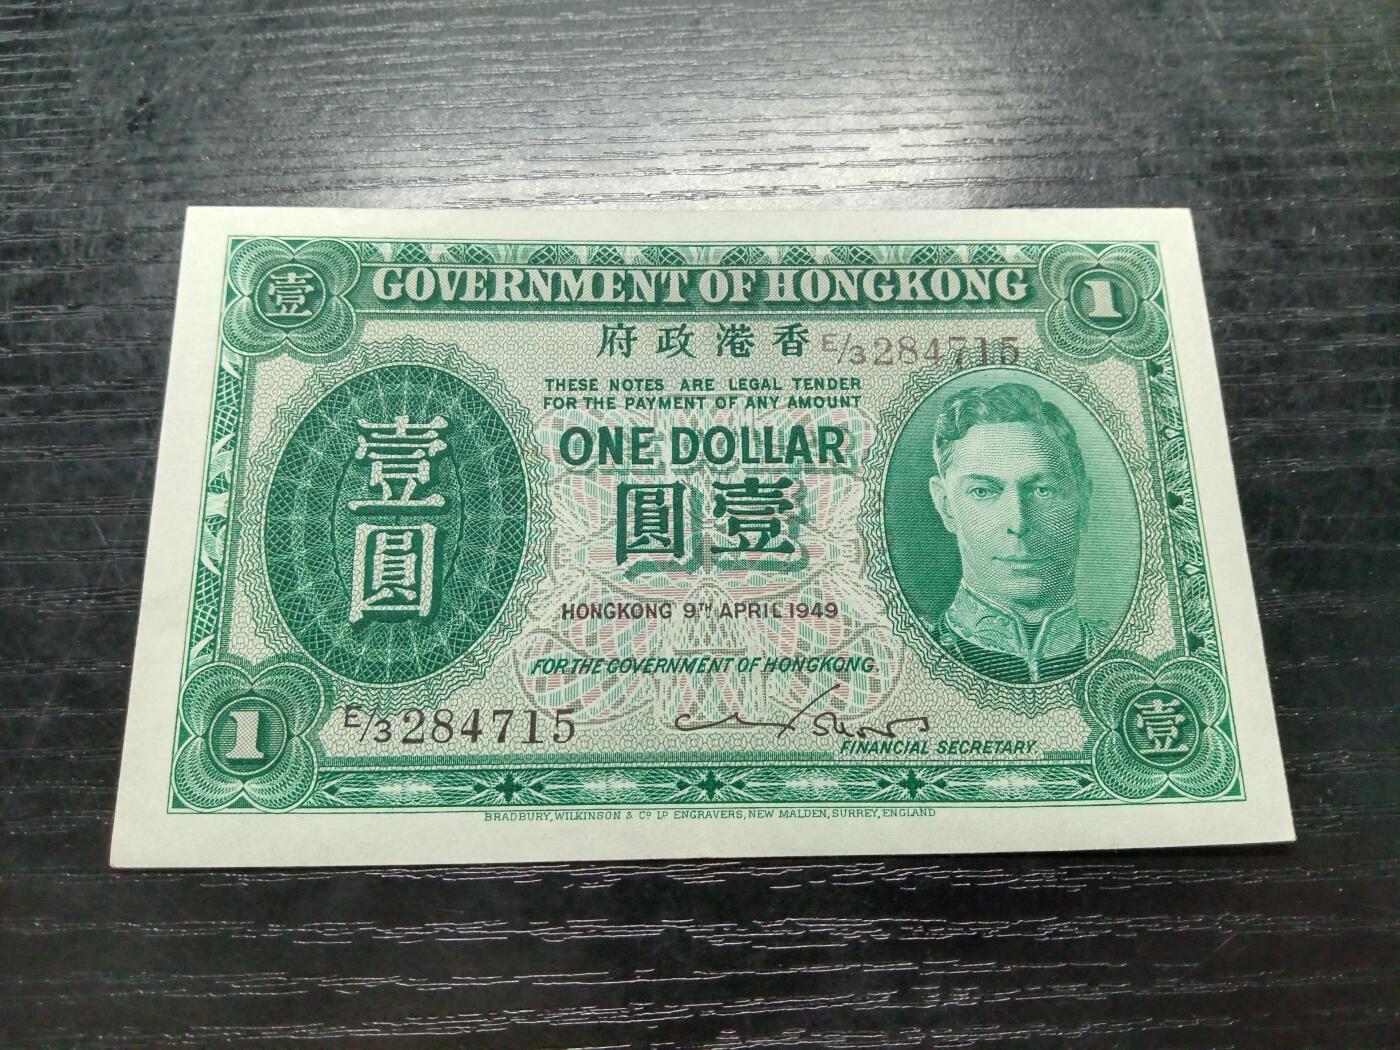 壹
GOVERNMENT OF HONGKONG
1
府政港香
E/3 284715
THESE NOTES ARE LEGAL TENDER
FOR THE PAYMENT OF ANY AMOUNT
ONE DOLLAR
圓壹
壹圓
HONGKONG 9TH APRIL 1949
FOR THE GOVERNMENT OF HONGKONG.
E/3 284715
FINANCIAL SECRETARY.
1
壹
BRADBURY, WILKINSON & Co Ld ENGRAVERS, NEW MALDEN, SURREY, ENGLAND